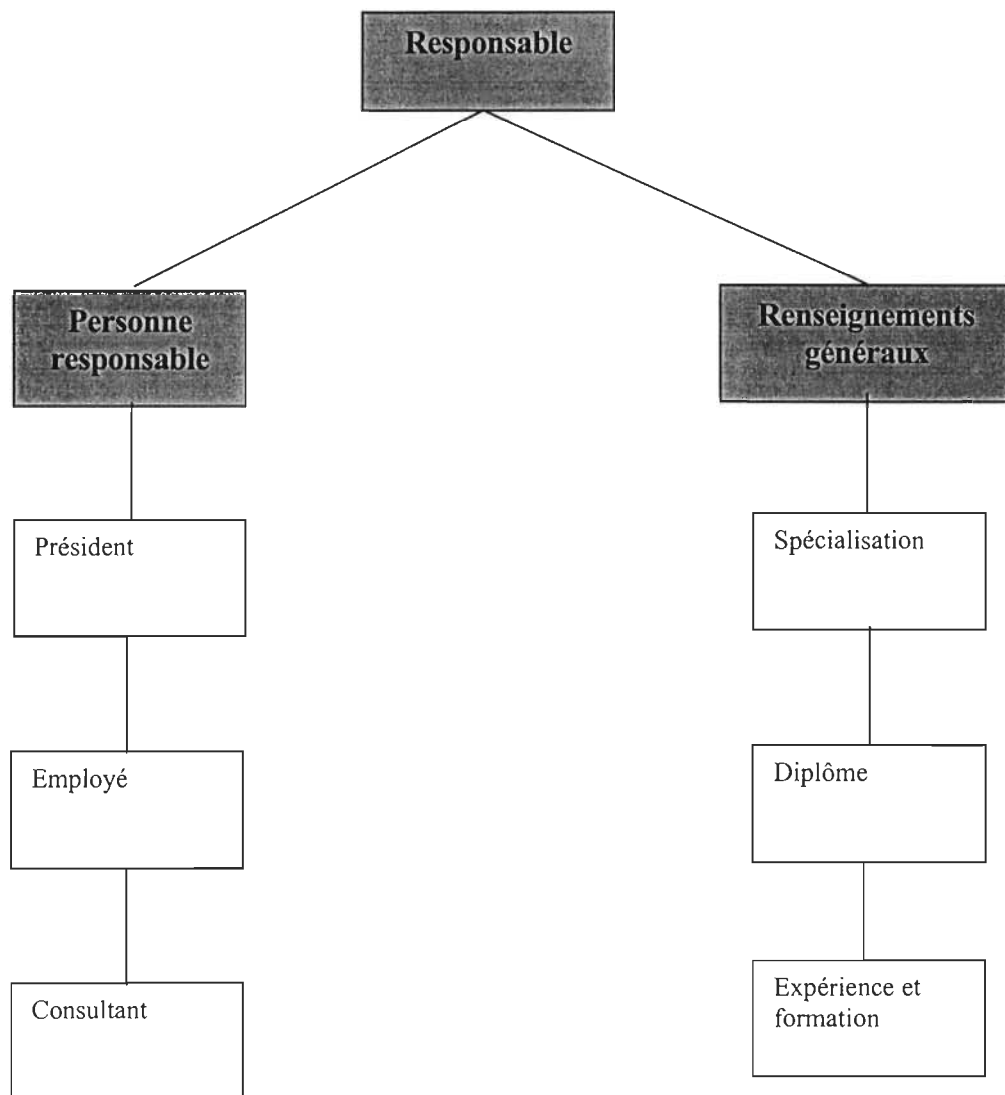 Responsable
Personne
responsable
Renseignements
généraux
Président
Spécialisation
Employé
Diplôme
Consultant
Expérience et
formation